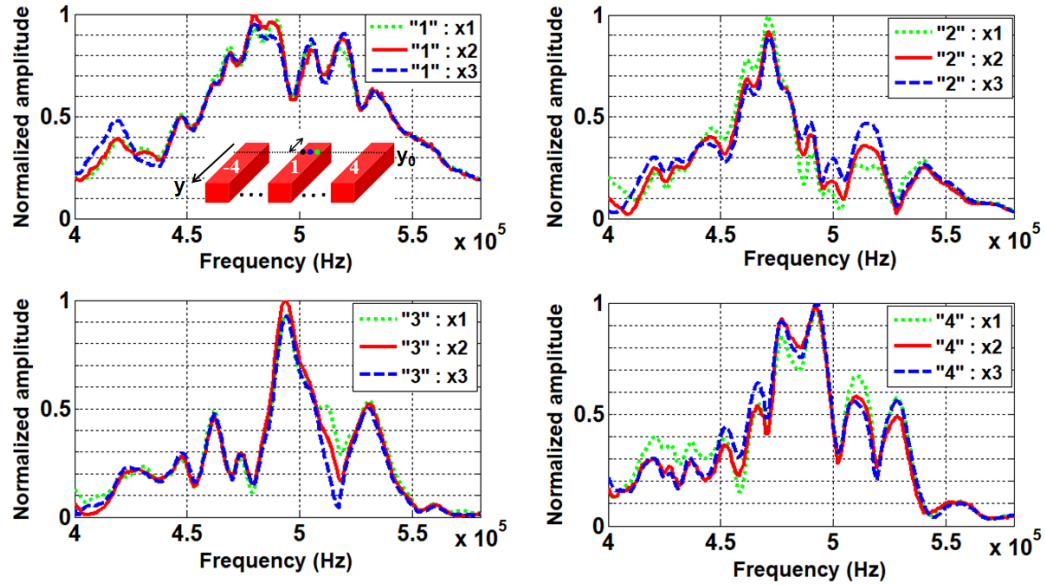 Normalized amplitude
1
0.5
0
"1" : x1
"1" : x2
"1" : x3
-4
1
4
y
y0
4
4.5
5
5.5
x 10^5
Frequency (Hz)
Normalized amplitude
1
0.5
0
"2" : x1
"2" : x2
"2" : x3
4
4.5
5
5.5
x 10^5
Frequency (Hz)
Normalized amplitude
1
0.5
0
"3" : x1
"3" : x2
"3" : x3
4
4.5
5
5.5
x 10^5
Frequency (Hz)
Normalized amplitude
1
0.5
0
"4" : x1
"4" : x2
"4" : x3
4
4.5
5
5.5
x 10^5
Frequency (Hz)